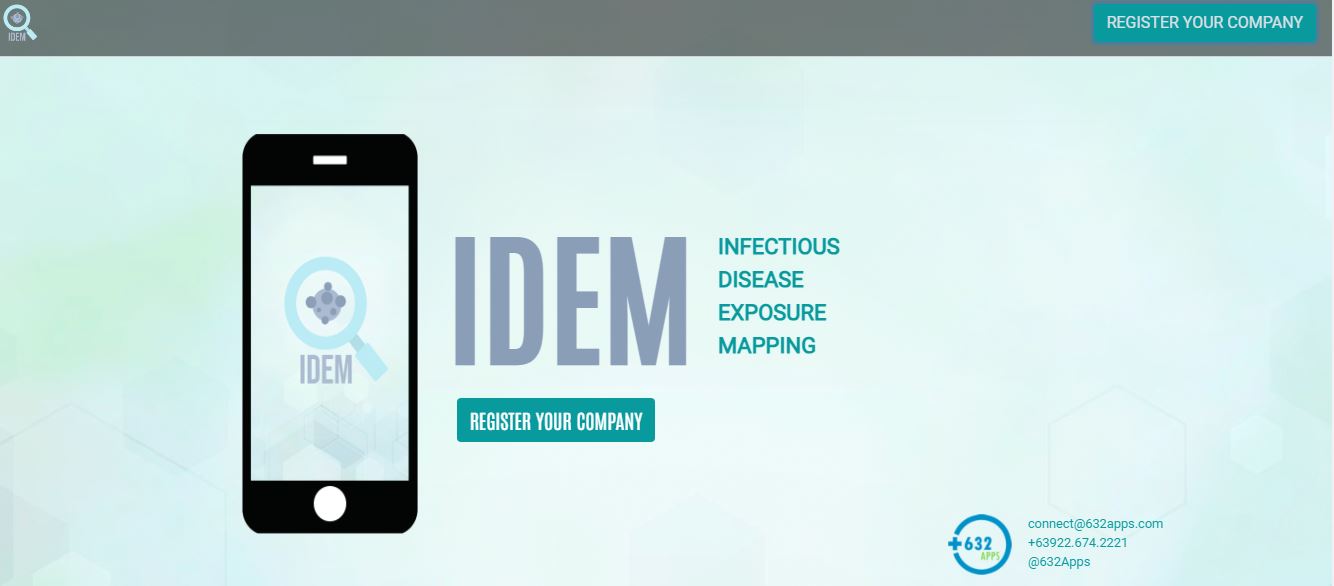 IDEM
REGISTER YOUR COMPANY
IDEM
IDEM
INFECTIOUS
DISEASE
EXPOSURE
MAPPING
REGISTER YOUR COMPANY
+632
APPS
connect@632apps.com
+63922.674.2221
@632Apps